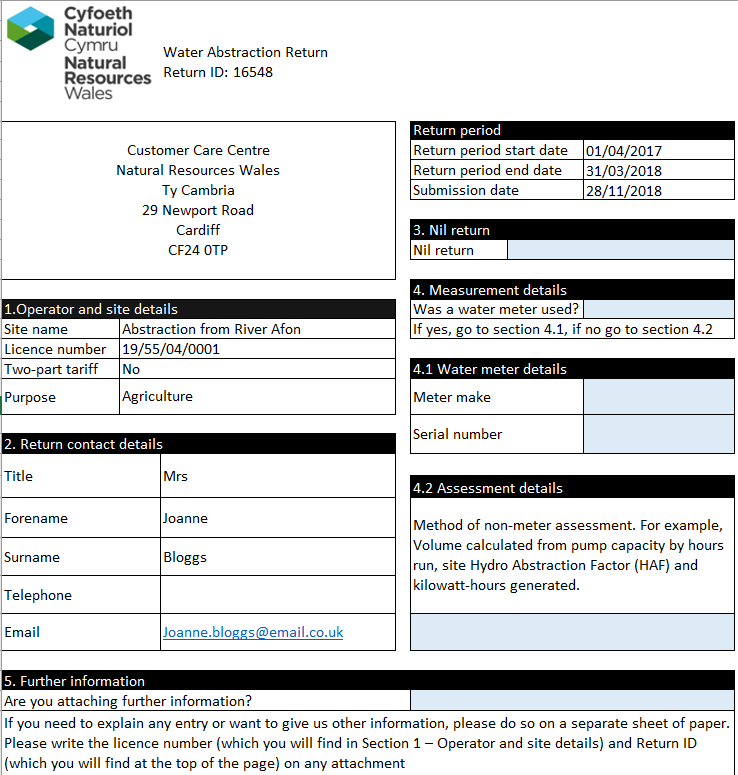 Cyfoeth
Naturiol
Cymru
Natural
Resources
Wales
Water Abstraction Return
Return ID: 16548
Customer Care Centre
Natural Resources Wales
Ty Cambria
29 Newport Road
Cardiff
CF24 0TP
Return period
Return period start date 01/04/2017
Return period end date 31/03/2018
Submission date 28/11/2018
3. Nil return
Nil return
4. Measurement details
Was a water meter used?
If yes, go to section 4.1, if no go to section 4.2
1.Operator and site details
Site name Abstraction from River Afon
Licence number 19/55/04/0001
Two-part tariff No
Purpose Agriculture
4.1 Water meter details
Meter make
Serial number
2. Return contact details
Title Mrs
Forename Joanne
Surname Bloggs
Telephone
Email Joanne.bloggs@email.co.uk
4.2 Assessment details
Method of non-meter assessment. For example,
Volume calculated from pump capacity by hours
run, site Hydro Abstraction Factor (HAF) and
kilowatt-hours generated.
5. Further information
Are you attaching further information?
If you need to explain any entry or want to give us other information, please do so on a separate sheet of paper.
Please write the licence number (which you will find in Section 1 – Operator and site details) and Return ID
(which you will find at the top of the page) on any attachment